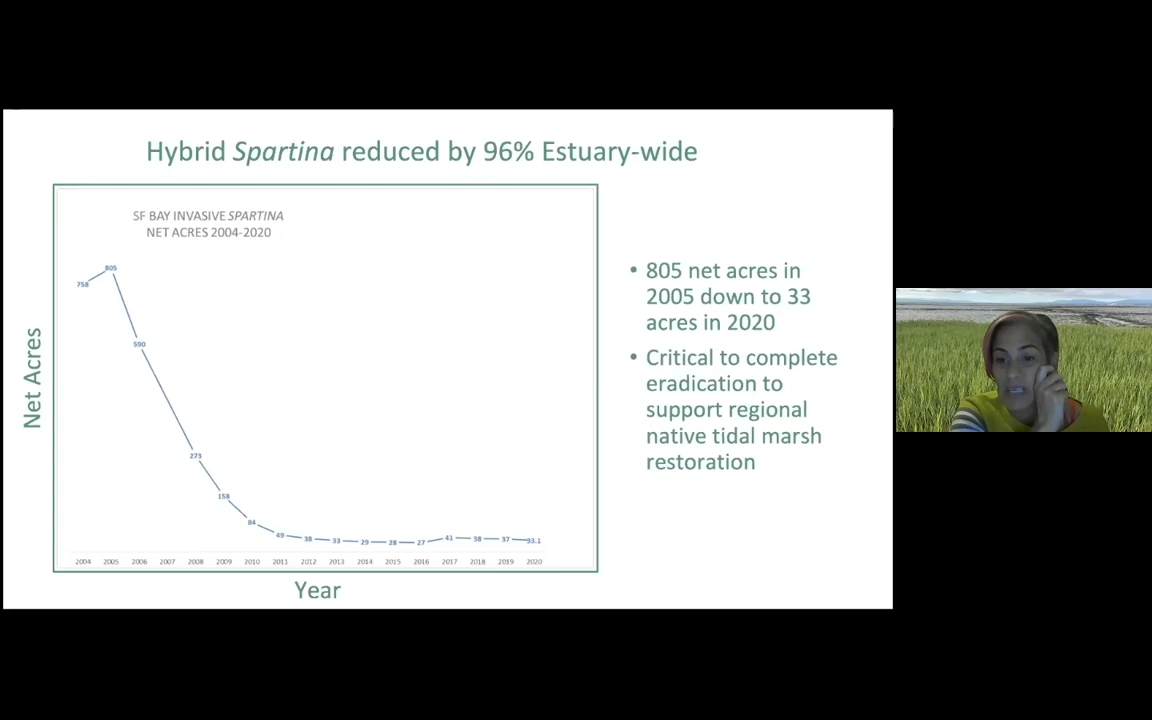 Hybrid Spartina reduced by 96% Estuary-wide
SF BAY INVASIVE SPARTINA
NET ACRES 2004-2020
Net Acres
758
805
590
273
158
84
49
38
33
29
28
27
41
38
37
33.1
2004 2005 2006 2007 2008 2009 2010 2011 2012 2013 2014 2015 2016 2017 2018 2019 2020
Year
• 805 net acres in
2005 down to 33
acres in 2020
• Critical to complete
eradication to
support regional
native tidal marsh
restoration